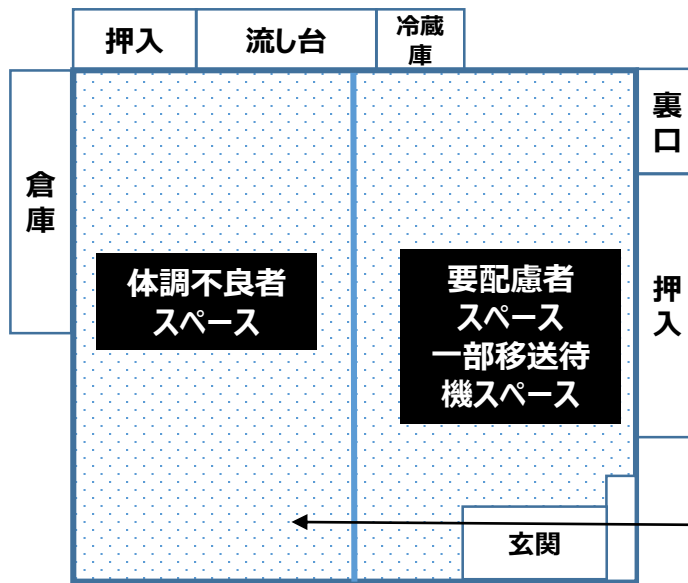 押入
流し台
冷蔵
庫
裏
口
倉
庫
体調不良者
スペース
要配慮者
スペース
一部移送待
機スペース
押
入
玄関